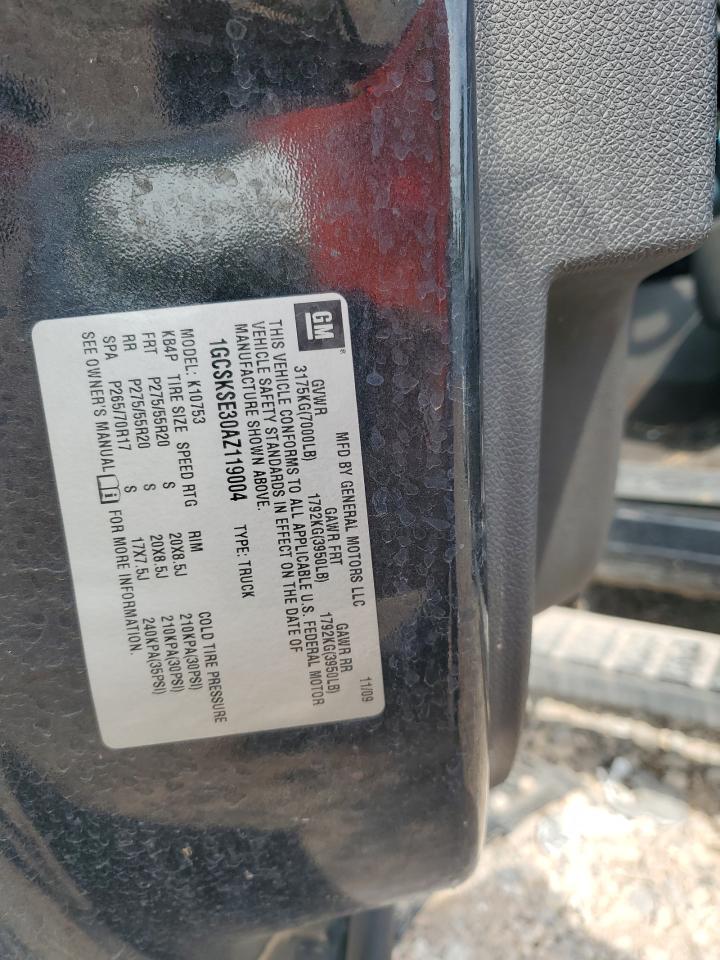 GM ®
MFD BY GENERAL MOTORS LLC 11/09
GVWR GAWR FRT GAWR RR
3175KG(7000LB) 1792KG(3950LB) 1792KG(3950LB)
THIS VEHICLE CONFORMS TO ALL APPLICABLE U.S. FEDERAL MOTOR
VEHICLE SAFETY STANDARDS IN EFFECT ON THE DATE OF
MANUFACTURE SHOWN ABOVE.
1GCSKSE30AZ119004 TYPE: TRUCK
MODEL: K10753
KB4P TIRE SIZE SPEED RTG RIM COLD TIRE PRESSURE
FRT P275/55R20 S 20X8.5J 210KPA(30PSI)
RR P275/55R20 S 20X8.5J 210KPA(30PSI)
SPA P265/70R17 17X7.5J 240KPA(35PSI)
SEE OWNER'S MANUAL i FOR MORE INFORMATION.